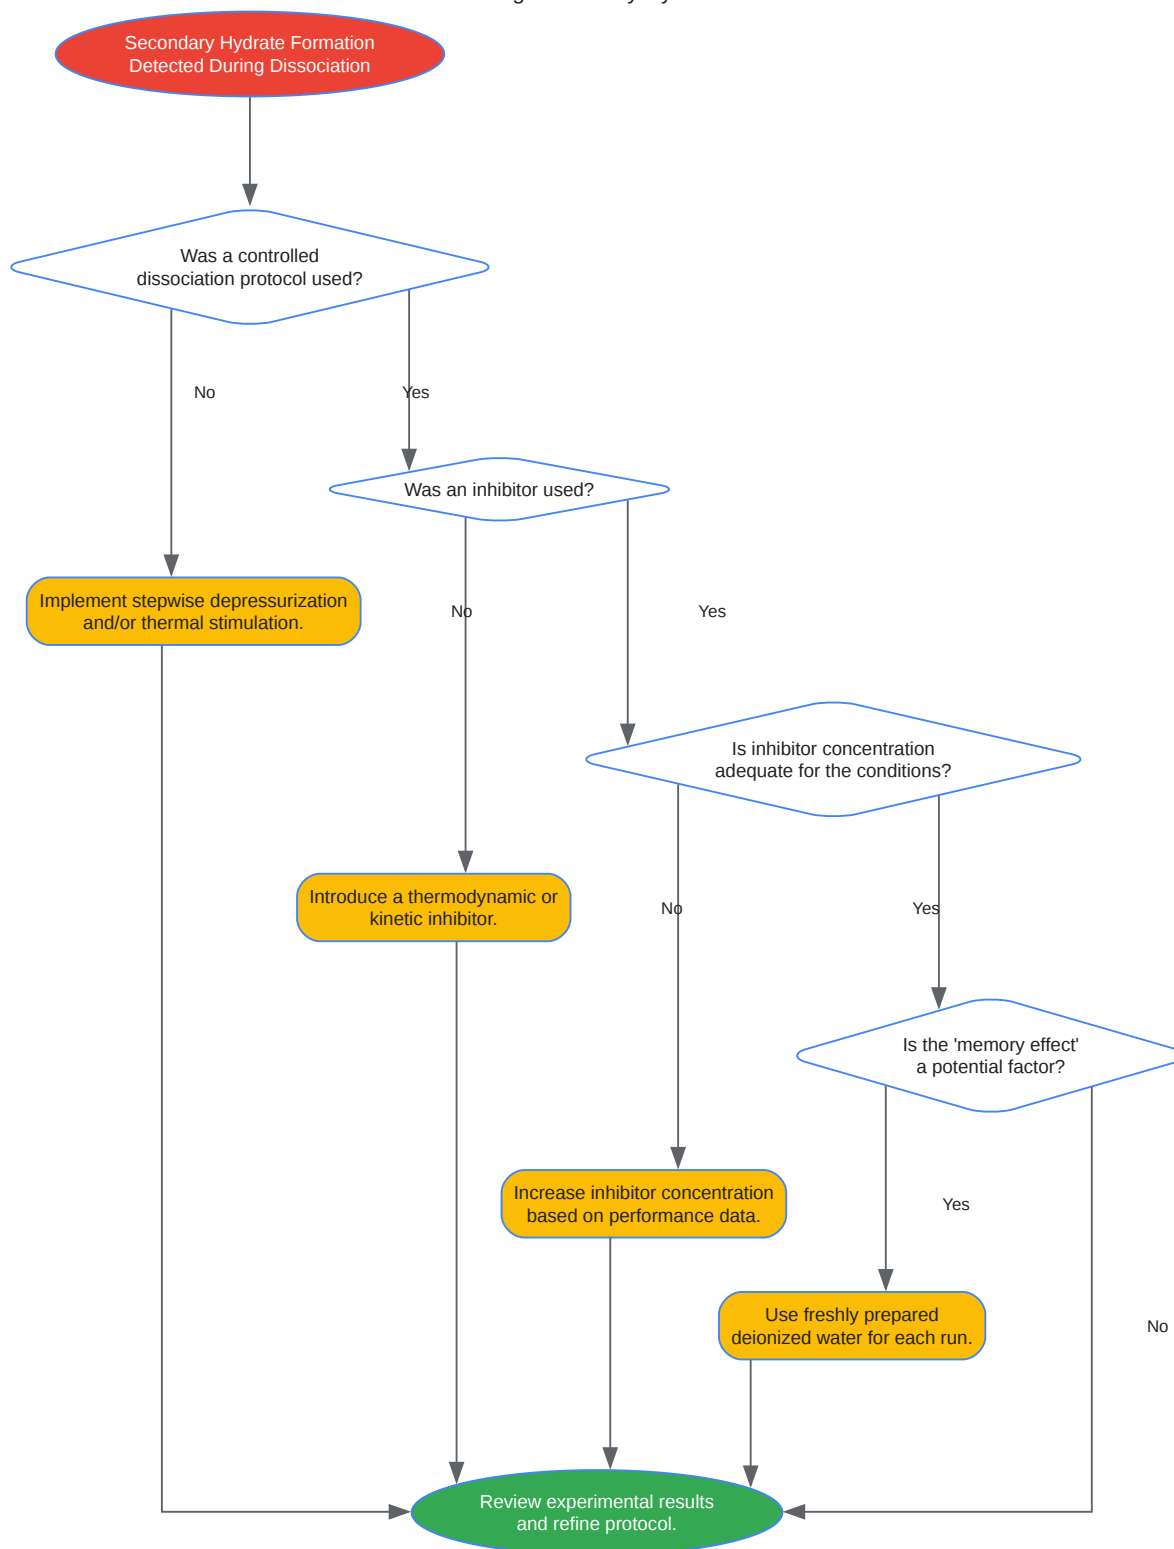 Secondary Hydrate Formation
Detected During Dissociation
Was a controlled
dissociation protocol used?
No
Yes
Was an inhibitor used?
Implement stepwise depressurization
and/or thermal stimulation.
No
Yes
Is inhibitor concentration
adequate for the conditions?
Introduce a thermodynamic or
kinetic inhibitor.
No
Yes
Is the 'memory effect'
a potential factor?
Increase inhibitor concentration
based on performance data.
Yes
Use freshly prepared
deionized water for each run.
No
Review experimental results
and refine protocol.